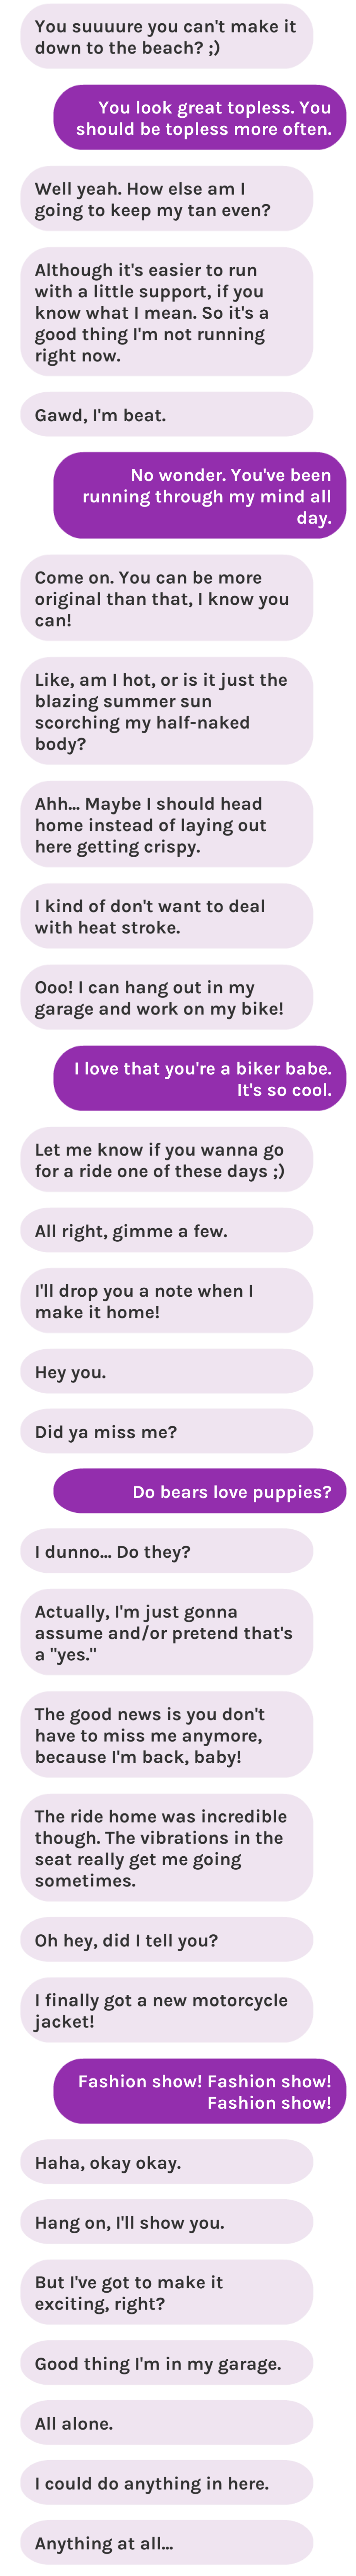 You suuuure you can't make it
down to the beach? ;)
You look great topless. You
should be topless more often.
Well yeah. How else am I
going to keep my tan even?
Although it's easier to run
with a little support, if you
know what I mean. So it's a
good thing I'm not running
right now.
Gawd, I'm beat.
No wonder. You've been
running through my mind all
day.
Come on. You can be more
original than that, I know you
can!
Like, am I hot, or is it just the
blazing summer sun
scorching my half-naked
body?
Ahh... Maybe I should head
home instead of laying out
here getting crispy.
I kind of don't want to deal
with heat stroke.
Ooo! I can hang out in my
garage and work on my bike!
I love that you're a biker babe.
It's so cool.
Let me know if you wanna go
for a ride one of these days ;)
All right, gimme a few.
I'll drop you a note when I
make it home!
Hey you.
Did ya miss me?
Do bears love puppies?
I dunno... Do they?
Actually, I'm just gonna
assume and/or pretend that's
a "yes."
The good news is you don't
have to miss me anymore,
because I'm back, baby!
The ride home was incredible
though. The vibrations in the
seat really get me going
sometimes.
Oh hey, did I tell you?
I finally got a new motorcycle
jacket!
Fashion show! Fashion show!
Fashion show!
Haha, okay okay.
Hang on, I'll show you.
But I've got to make it
exciting, right?
Good thing I'm in my garage.
All alone.
I could do anything in here.
Anything at all...